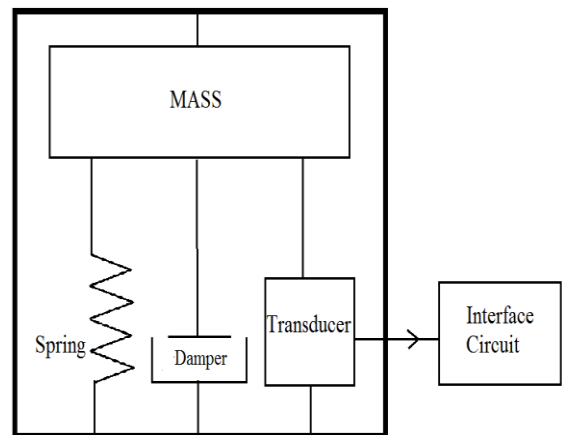 MASS
Spring
Damper
Transducer
Interface
Circuit